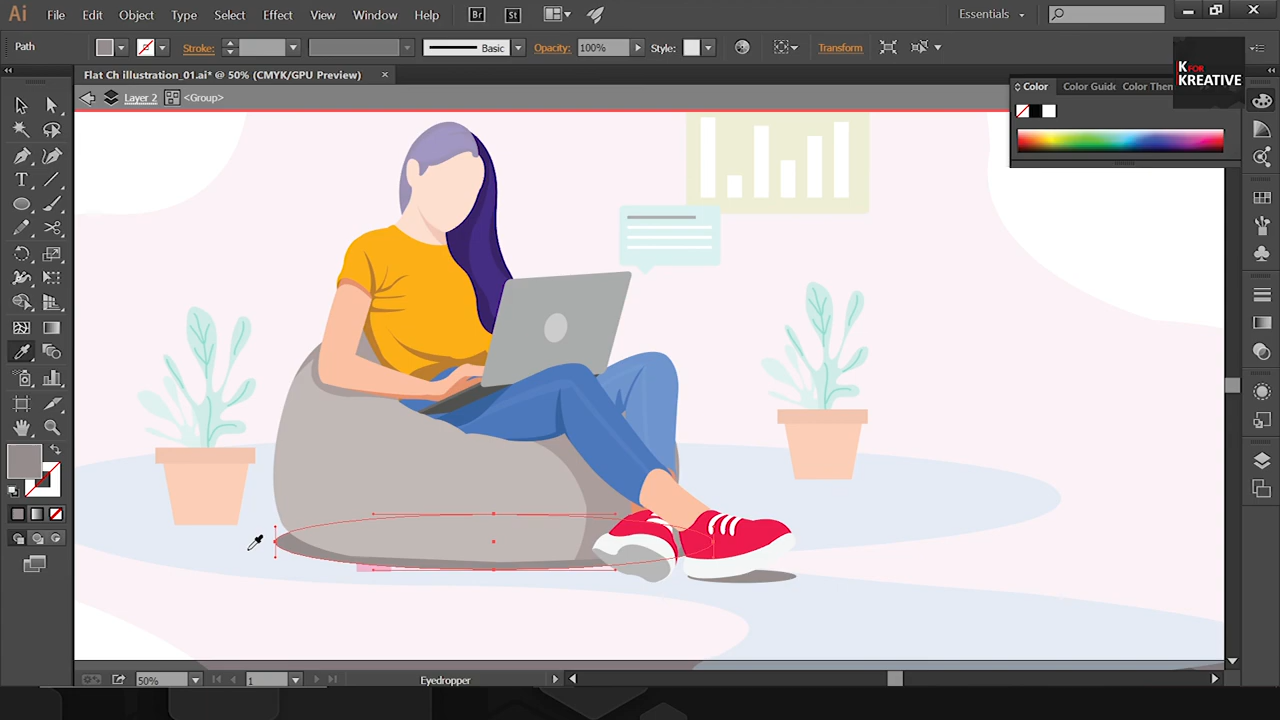 Ai File Edit Object Type Select Effect View Window Help Br St Essentials
Path Stroke: Basic Opacity: 100% Style: Transform
K FOR
KREATIVE
Flat Ch illustration_01.ai* @ 50% (CMYK/GPU Preview) ×
Color Color Guide Color Then
Layer 2 <Group>
T
50% 1 Eyedropper